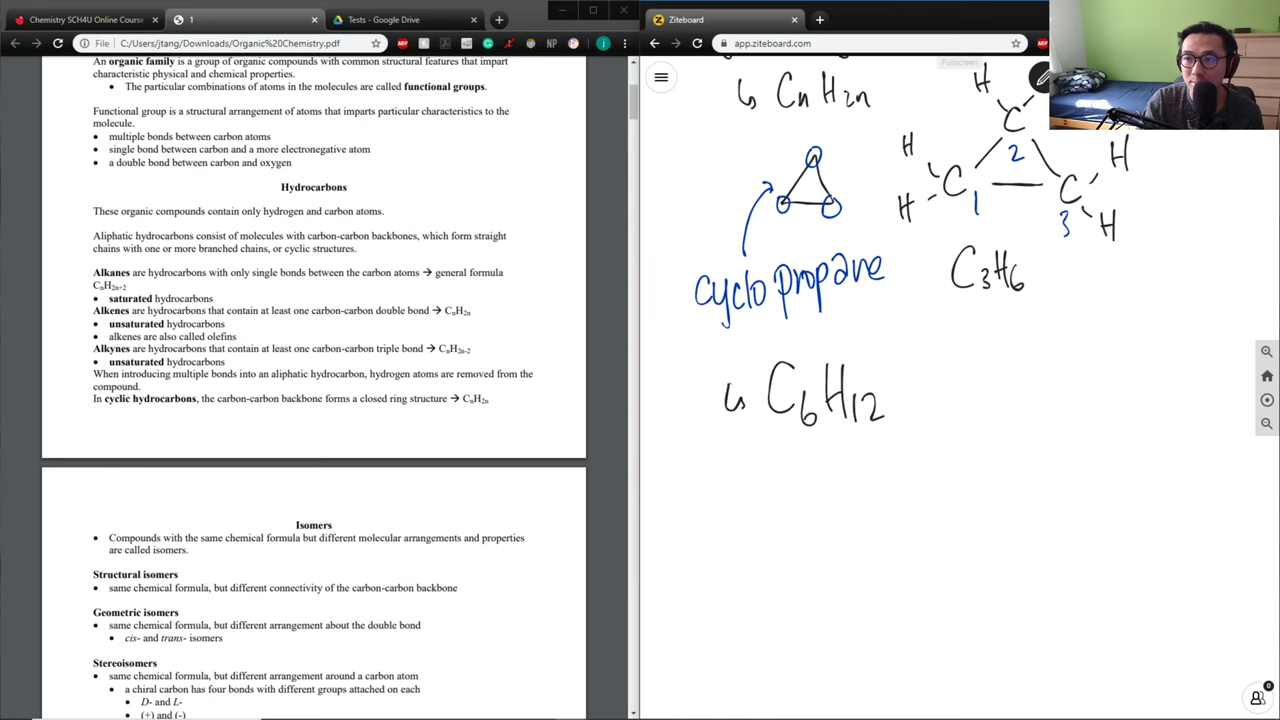 Chemistry SCH4U Online Course
1
Tests - Google Drive
File
C:/Users/jtang/Downloads/Organic%20Chemistry.pdf
ABP
NP
j
An organic family is a group of organic compounds with common structural features that impart
characteristic physical and chemical properties.
• The particular combinations of atoms in the molecules are called functional groups.
Functional group is a structural arrangement of atoms that imparts particular characteristics to the
molecule.
• multiple bonds between carbon atoms
• single bond between carbon and a more electronegative atom
• a double bond between carbon and oxygen
Hydrocarbons
These organic compounds contain only hydrogen and carbon atoms.
Aliphatic hydrocarbons consist of molecules with carbon-carbon backbones, which form straight
chains with one or more branched chains, or cyclic structures.
Alkanes are hydrocarbons with only single bonds between the carbon atoms → general formula
CnH2n+2
• saturated hydrocarbons
Alkenes are hydrocarbons that contain at least one carbon-carbon double bond → CnH2n
• unsaturated hydrocarbons
• alkenes are also called olefins
Alkynes are hydrocarbons that contain at least one carbon-carbon triple bond → CnH2n-2
• unsaturated hydrocarbons
When introducing multiple bonds into an aliphatic hydrocarbon, hydrogen atoms are removed from the
compound.
In cyclic hydrocarbons, the carbon-carbon backbone forms a closed ring structure → CnH2n
Isomers
• Compounds with the same chemical formula but different molecular arrangements and properties
are called isomers.
Structural isomers
• same chemical formula, but different connectivity of the carbon-carbon backbone
Geometric isomers
• same chemical formula, but different arrangement about the double bond
• cis- and trans- isomers
Stereoisomers
• same chemical formula, but different arrangement around a carbon atom
• a chiral carbon has four bonds with different groups attached on each
• D- and L-
• (+) and (-)
Ziteboard
app.ziteboard.com
ABP
Fullscreen
CnH2n
H
C
2
H
H
C
1
C
3
H
H
cyclopropane
C3H6
C6H12
0